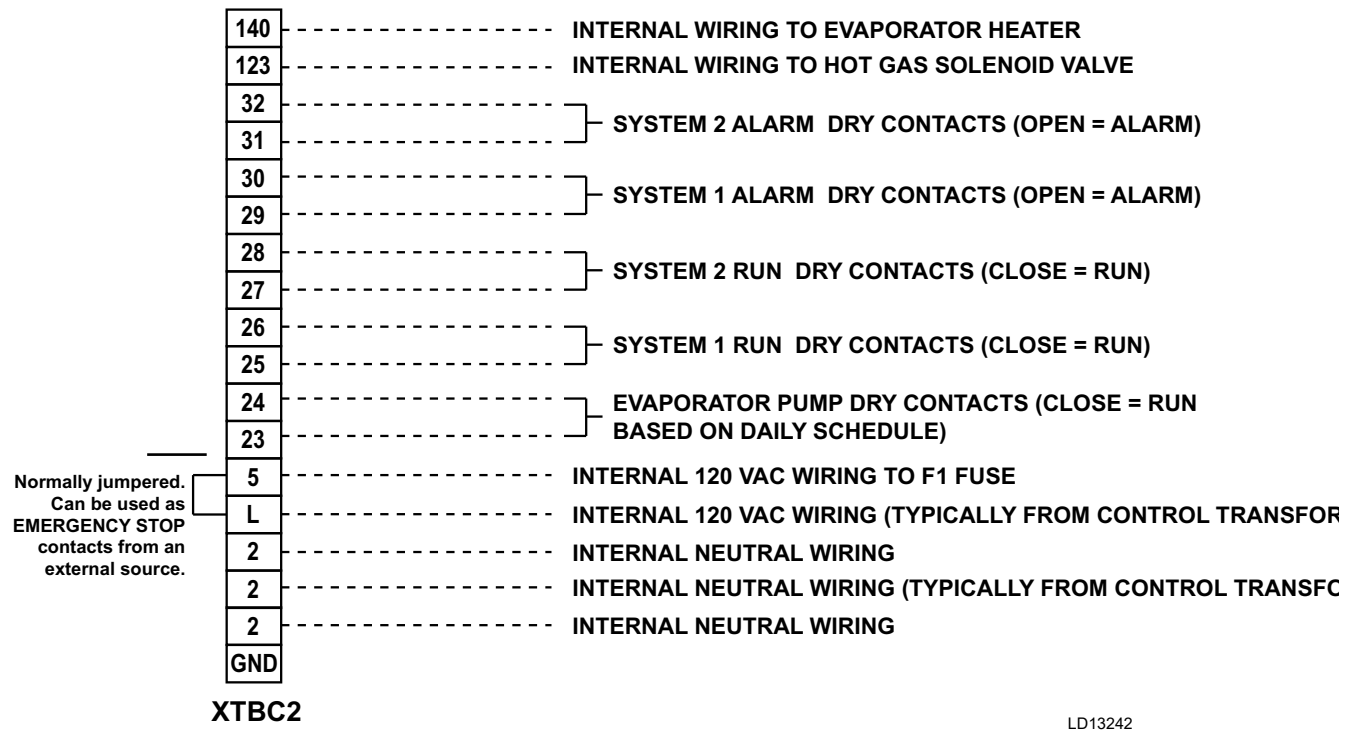 140 INTERNAL WIRING TO EVAPORATOR HEATER
123 INTERNAL WIRING TO HOT GAS SOLENOID VALVE
32
SYSTEM 2 ALARM DRY CONTACTS (OPEN = ALARM)
31
30
SYSTEM 1 ALARM DRY CONTACTS (OPEN = ALARM)
29
28
SYSTEM 2 RUN DRY CONTACTS (CLOSE = RUN)
27
26
SYSTEM 1 RUN DRY CONTACTS (CLOSE = RUN)
25
24 EVAPORATOR PUMP DRY CONTACTS (CLOSE = RUN
23 BASED ON DAILY SCHEDULE)
5 INTERNAL 120 VAC WIRING TO F1 FUSE
Normally jumpered.
Can be used as
EMERGENCY STOP
contacts from an
external source.
L INTERNAL 120 VAC WIRING (TYPICALLY FROM CONTROL
2 INTERNAL NEUTRAL WIRING
2 INTERNAL NEUTRAL WIRING (TYPICALLY FROM CONTROL
2 INTERNAL NEUTRAL WIRING
GND
XTBC2
LD13242